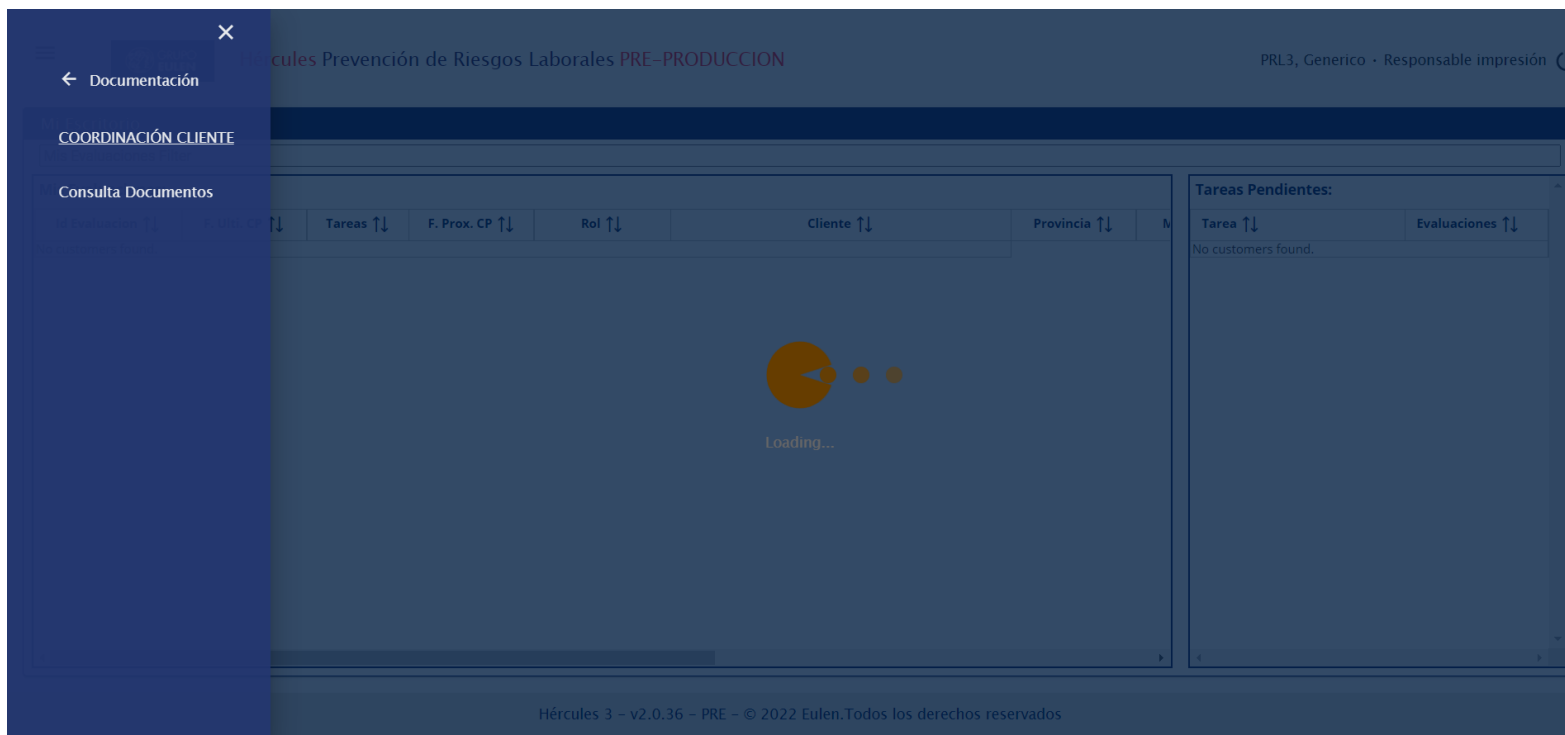 cules Prevención de Riesgos Laborales PRE-PRODUCCION
PRL3, Generico · Responsable impresión
Documentación
COORDINACIÓN CLIENTE
Consulta Documentos
Tareas Pendientes:
Tareas F. Prox. CP Rol Cliente Provincia M
Tarea Evaluaciones
No customers found.
Loading...
Hércules 3 - v2.0.36 - PRE - © 2022 Eulen.Todos los derechos reservados